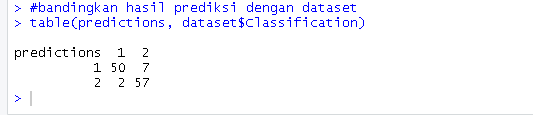 > #bandingkan hasil prediksi dengan dataset
> table(predictions, dataset$Classification)
predictions  1  2
          1 50  7
          2  2 57
>